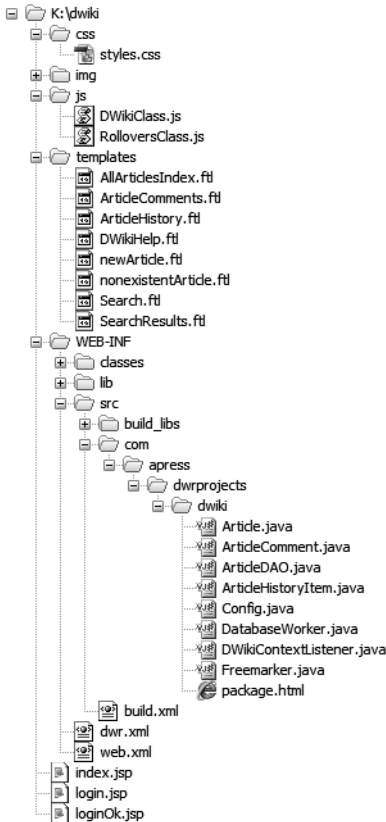 K:\dwiki
css
styles.css
img
js
DWikiClass.js
RolloversClass.js
templates
AllArticlesIndex.ftl
ArticleComments.ftl
ArticleHistory.ftl
DWikiHelp.ftl
newArticle.ftl
nonexistentArticle.ftl
Search.ftl
SearchResults.ftl
WEB-INF
classes
lib
src
build_libs
com
apress
dwrprojects
dwiki
Article.java
ArticleComment.java
ArticleDAO.java
ArticleHistoryItem.java
Config.java
DatabaseWorker.java
DWikiContextListener.java
Freemarker.java
package.html
build.xml
dwr.xml
web.xml
index.jsp
login.jsp
loginOk.jsp